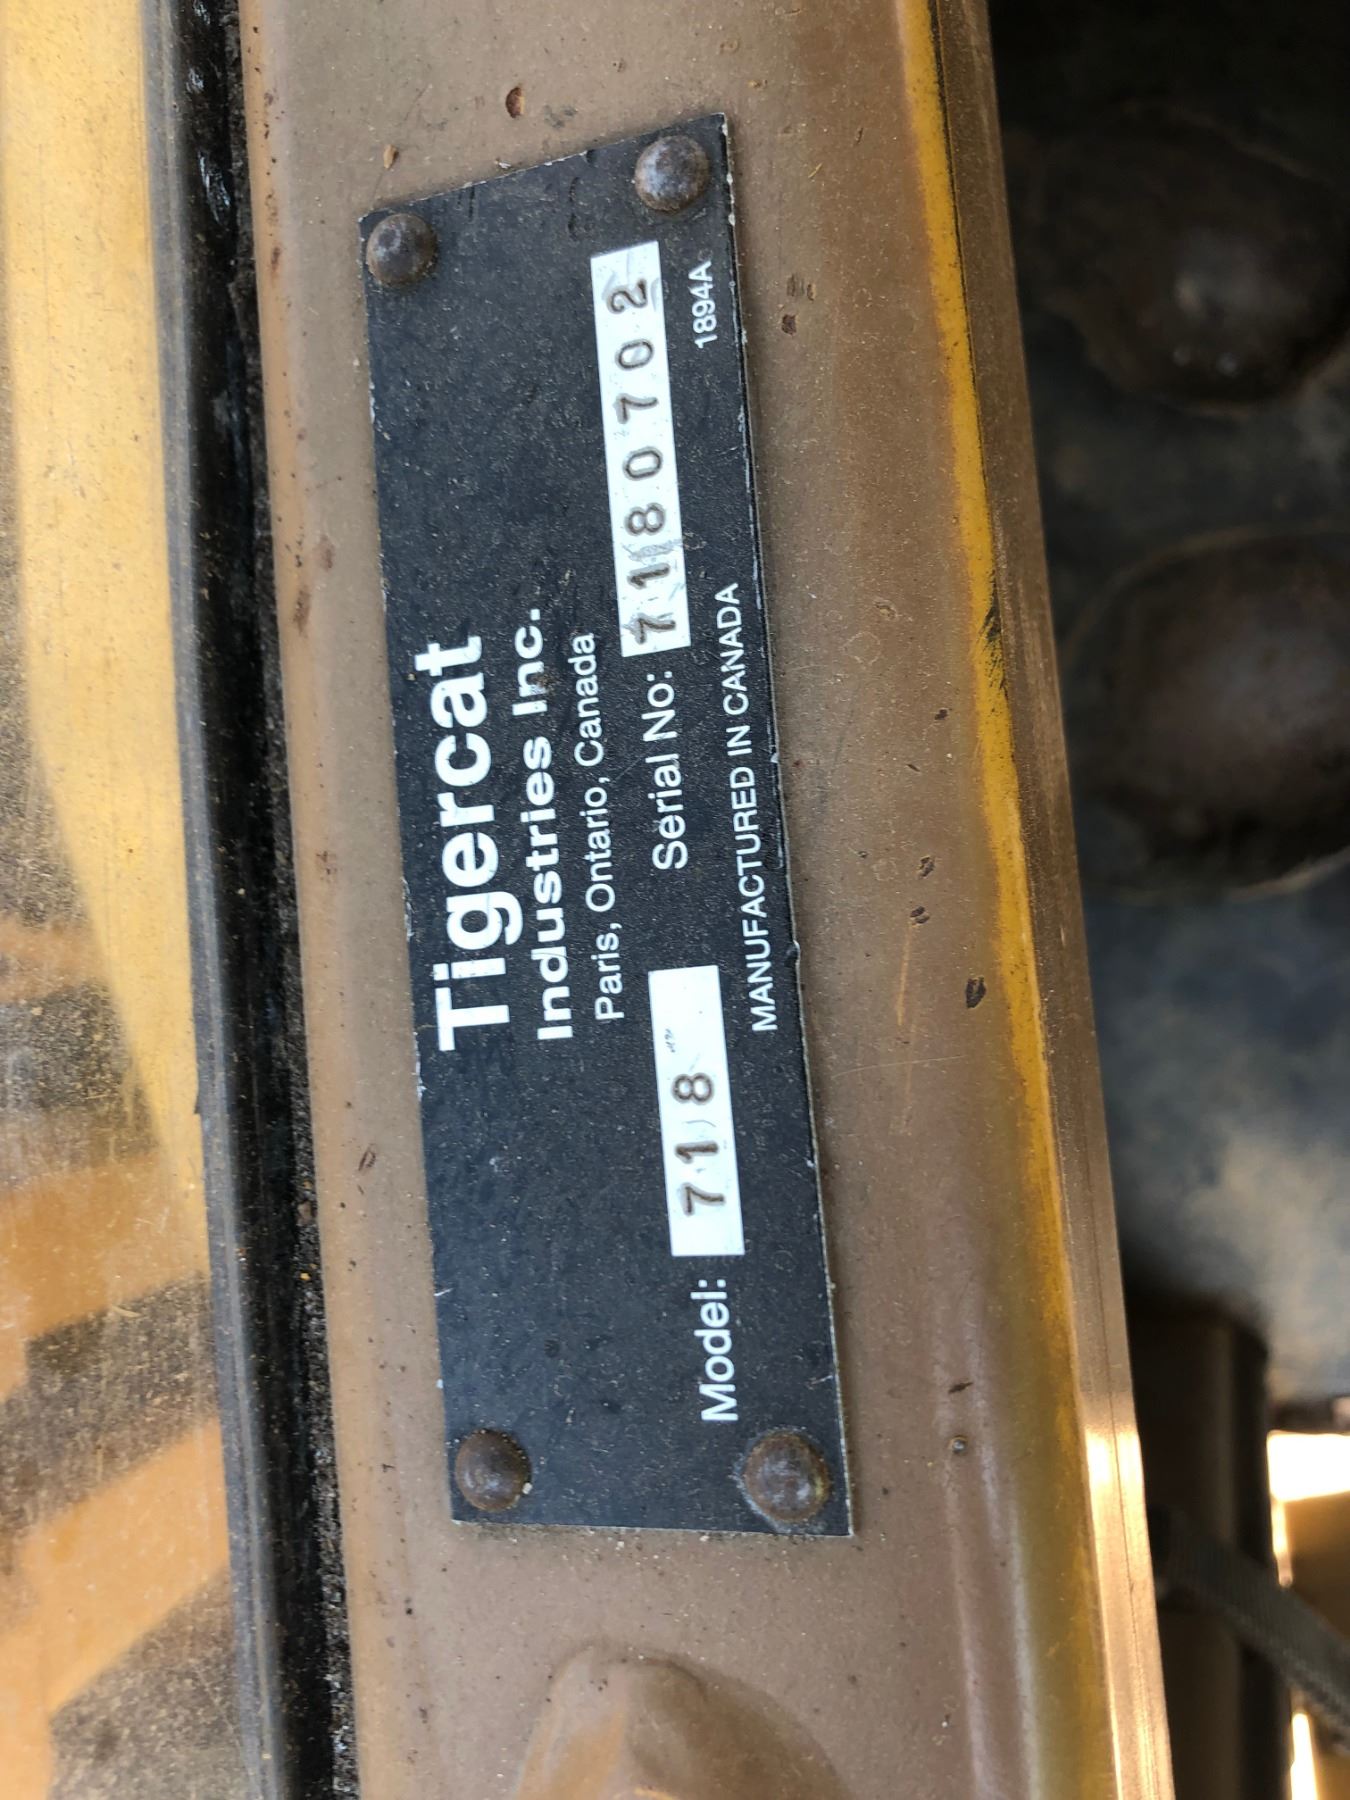 Tigercat
Industries Inc.
Paris, Ontario, Canada
Model: 718 Serial No: 7180702
MANUFACTURED IN CANADA 1894A